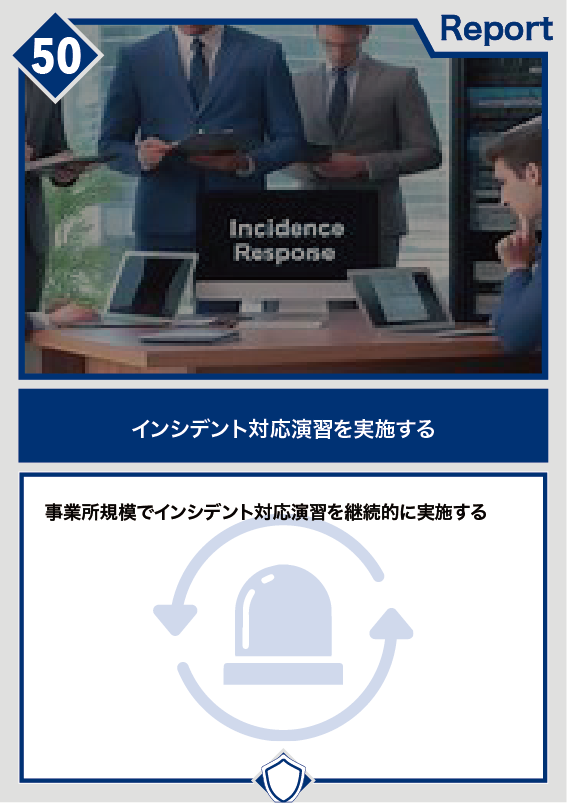 50
Report
Incidence
Response
インシデント対応演習を実施する
事業所規模でインシデント対応演習を継続的に実施する